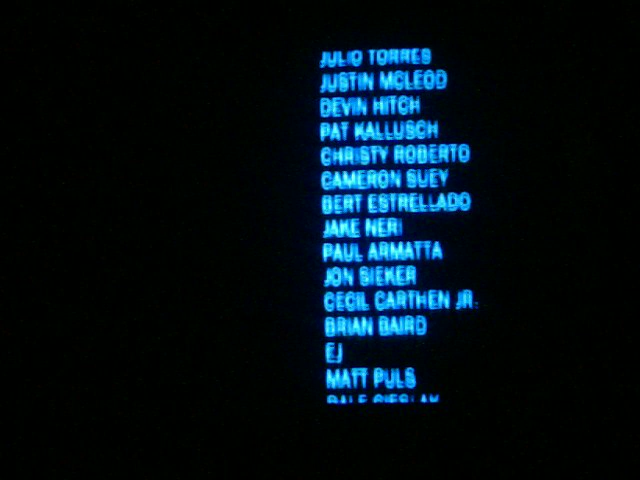 JULIO TORRES
JUSTIN MCLEOD
DEVIN HITCH
PAT KALLUSCH
CHRISTY ROBERTO
CAMERON SUEY
BERT ESTRELLADO
JAKE NERI
PAUL ARMATTA
JON SIEKER
CECIL CARTHEN JR.
BRIAN BAIRD
EJ
MATT PULS